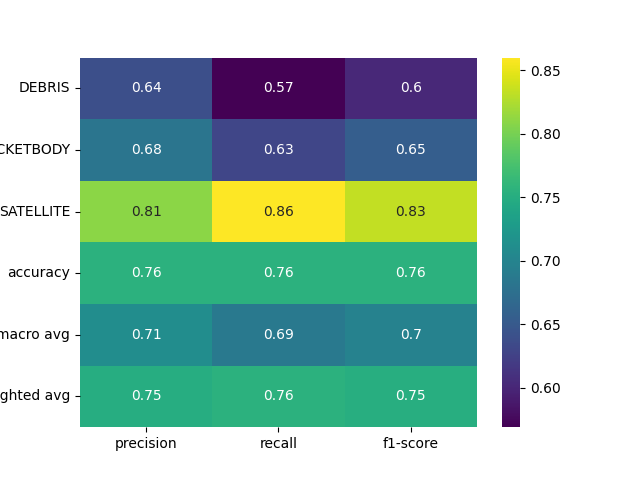 DEBRIS 0.64 0.57 0.6
CKETBODY 0.68 0.63 0.65
SATELLITE 0.81 0.86 0.83
accuracy 0.76 0.76 0.76
macro avg 0.71 0.69 0.7
ghted avg 0.75 0.76 0.75
precision recall f1-score
0.85
0.80
0.75
0.70
0.65
0.60